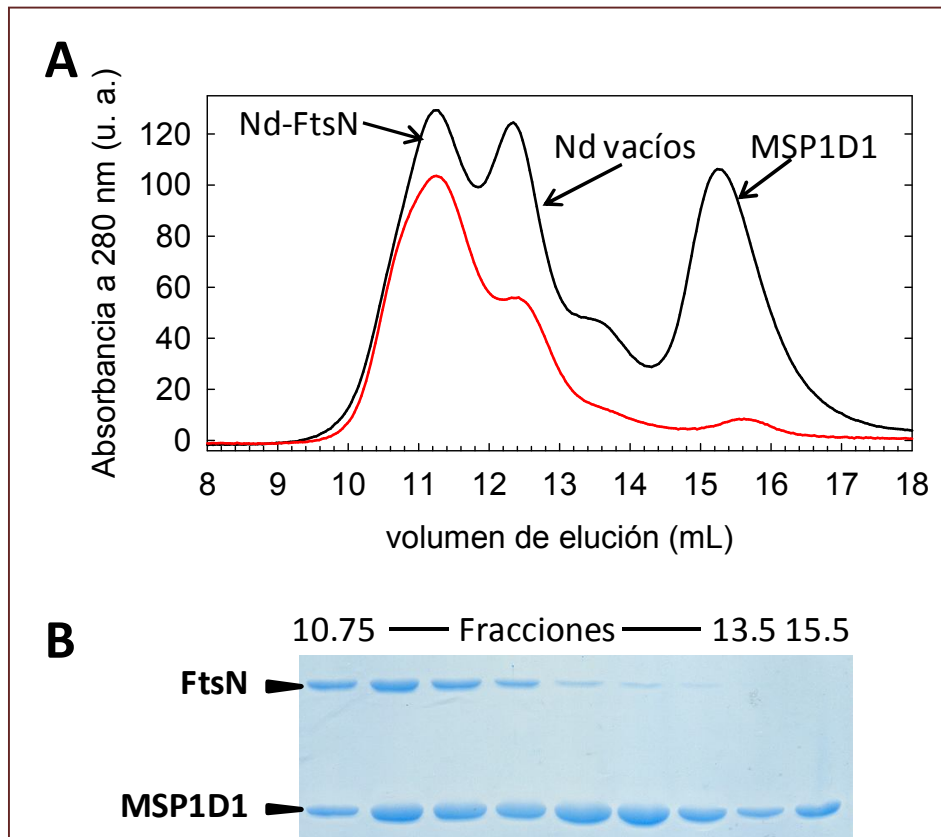 A
Absorbancia a 280 nm (u. a.)
120
100
80
60
40
20
0
Nd-FtsN
Nd vacíos
MSP1D1
8 9 10 11 12 13 14 15 16 17 18
volumen de elución (mL)
B
10.75 Fracciones 13.5 15.5
FtsN
MSP1D1